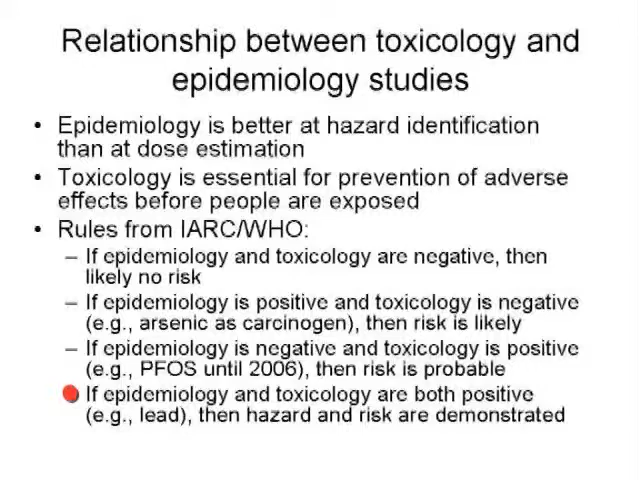 Relationship between toxicology and
epidemiology studies
• Epidemiology is better at hazard identification
than at dose estimation
• Toxicology is essential for prevention of adverse
effects before people are exposed
• Rules from IARC/WHO:
– If epidemiology and toxicology are negative, then
likely no risk
– If epidemiology is positive and toxicology is negative
(e.g., arsenic as carcinogen), then risk is likely
– If epidemiology is negative and toxicology is positive
(e.g., PFOS until 2006), then risk is probable
If epidemiology and toxicology are both positive
(e.g., lead), then hazard and risk are demonstrated